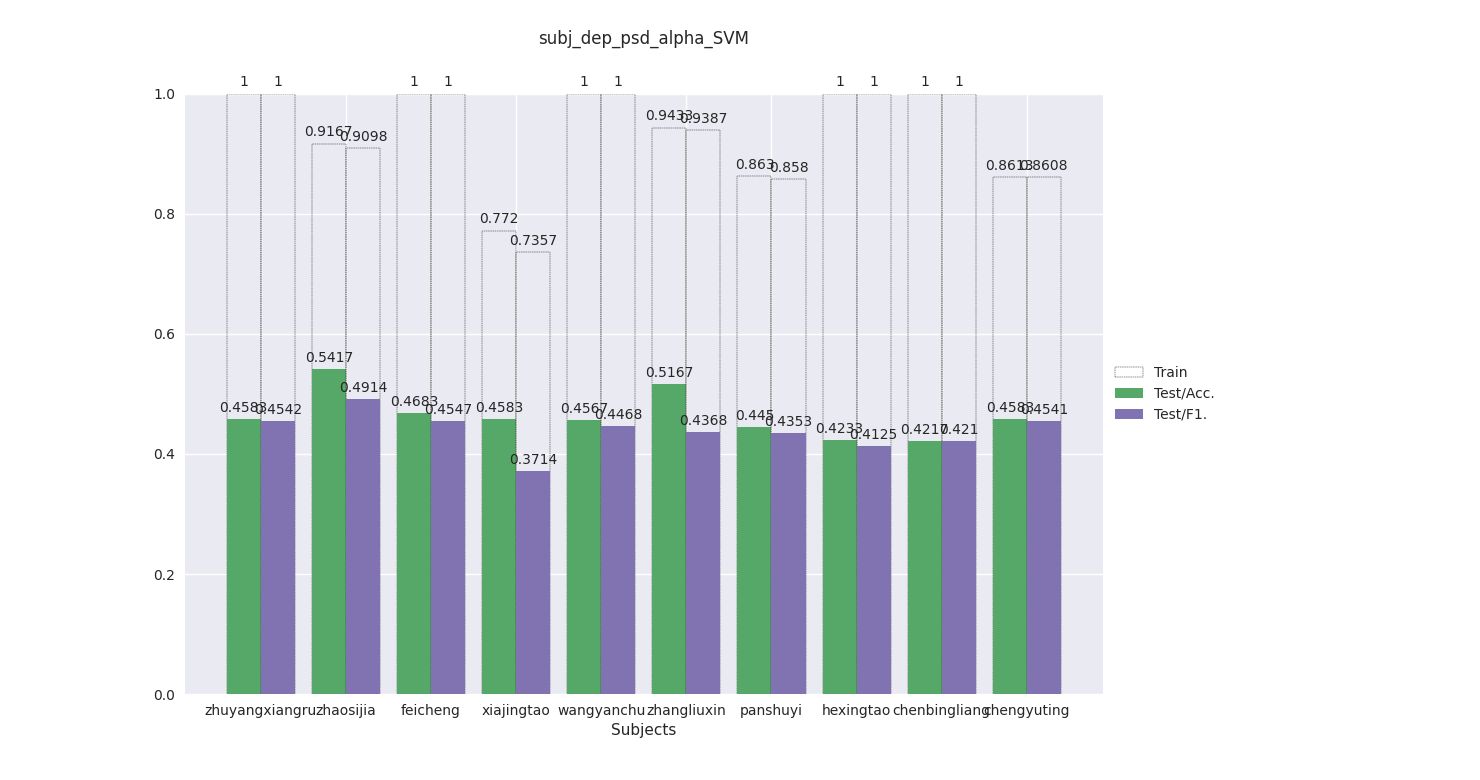 subj_dep_psd_alpha_SVM
1 1 1 1 1 1 1 1 1 1
1.0
0.9167 0.9098 0.9433 0.9387
0.863 0.858 0.8613 0.8608
0.8
0.772 0.7357
0.6
0.5417 0.4914 0.5167 0.4368
0.4583 0.4542 0.4683 0.4547 0.4583 0.3714 0.4567 0.4468 0.445 0.4353 0.4233 0.4125 0.4217 0.421 0.4583 0.4541
0.4
0.2
0.0
zhuyangxiangru zhaosijia feicheng xiajingtao wangyanchu zhangliuxin panshuyi hexingtao chenbingliang chengyuting
Subjects
Train
Test/Acc.
Test/F1.